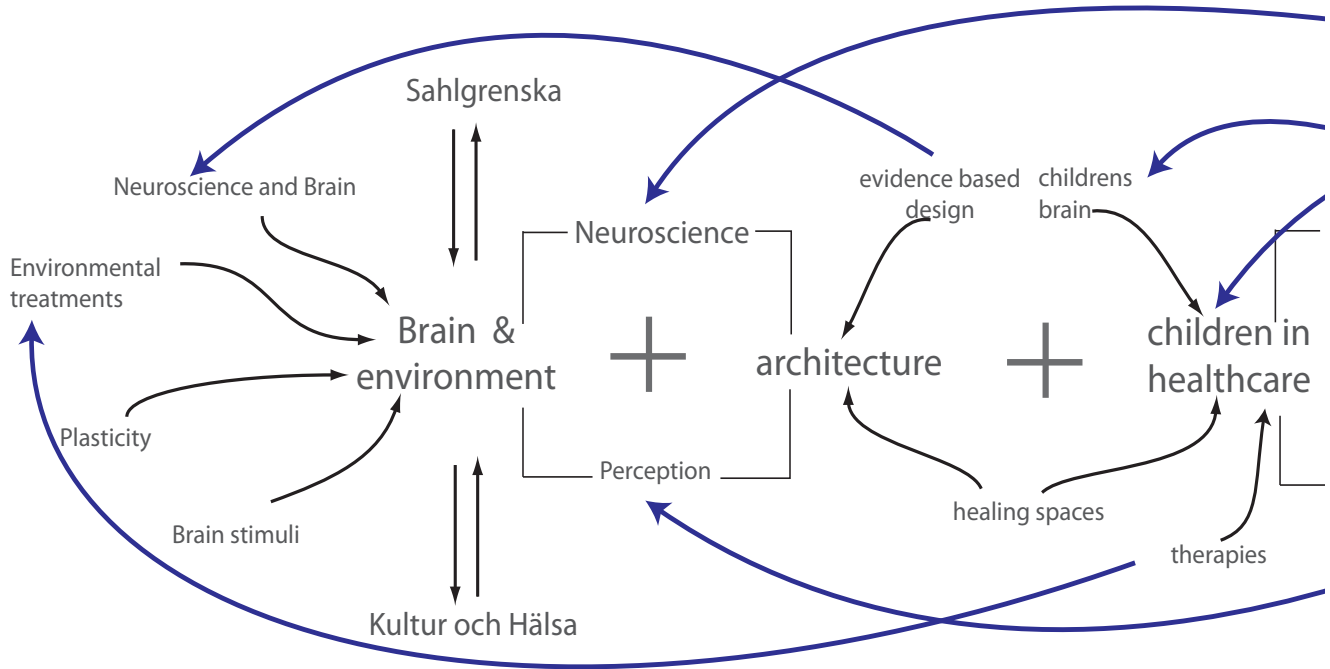 Sahlgrenska
Neuroscience and Brain
evidence based
design
childrens
brain
Neuroscience
Environmental
treatments
Brain &
environment
architecture
children in
healthcare
Plasticity
Perception
healing spaces
Brain stimuli
therapies
Kultur och Hälsa